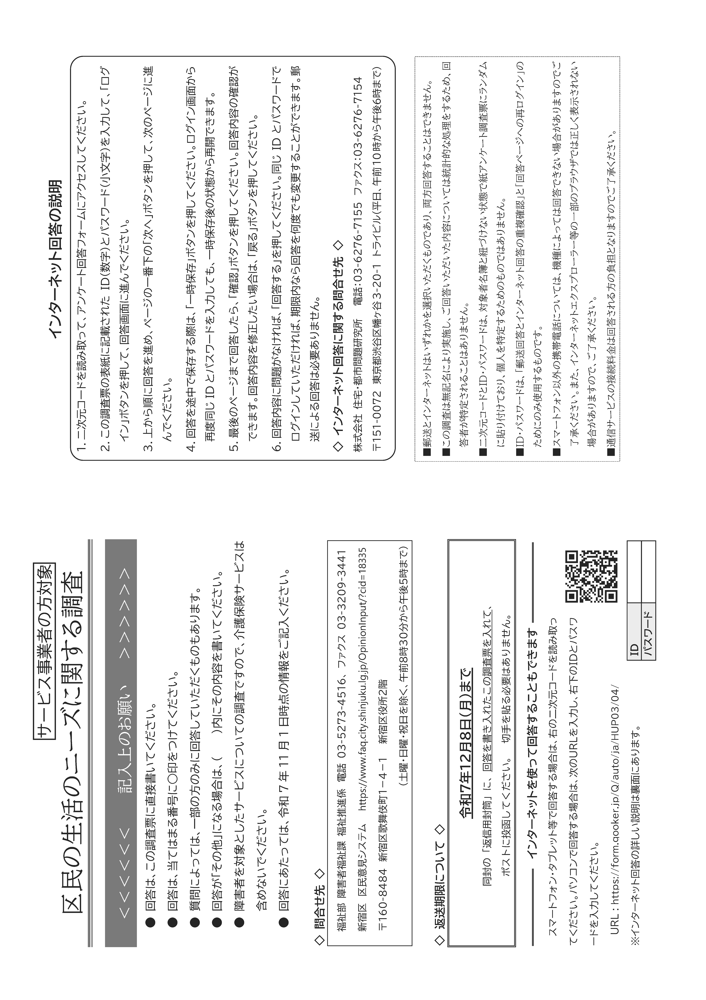 サービス事業者の方対象
区民の生活のニーズに関する調査
＜＜＜＜＜＜　記入上のお願い　＞＞＞＞＞＞
● 回答は、この調査票に直接書いてください。
● 回答は、当てはまる番号に〇印をつけてください。
● 質問によっては、一部の方のみに回答していただくものもあります。
● 回答が「その他」になる場合は、(　　)内にその内容を書いてください。
● 障害者を対象としたサービスについての調査ですので、介護保険サービスは
含めないでください。
● 回答にあたっては、令和７年11月１日時点の情報をご記入ください。
◇ 問合せ先 ◇
福祉部 障害者福祉課 福祉推進係 電話 03-5273-4516、ファクス 03-3209-3441
新宿区　区民意見システム　https://www.faq.city.shinjuku.lg.jp/OpinionInput/?cid=18335
〒160-8484 新宿区歌舞伎町１－４－１　新宿区役所２階
(土曜・日曜・祝日を除く、午前８時30分から午後５時まで)
◇ 返送期限について ◇
令和7年12月8日(月)まで
同封の「返信用封筒」に、回答を書き入れたこの調査票を入れて、
ポストに投函してください。　切手を貼る必要はありません。
インターネットを使って回答することもできます
スマートフォン・タブレット等で回答する場合は、右の二次元コードを読み取っ
てください。パソコンで回答する場合は、次のURLを入力し、右下のIDとパスワ
ードを入力してください。
URL：https://form.qooker.jp/Q/auto/ja/HUP03/04/
※インターネット回答の詳しい説明は裏面にあります。
ID
パスワード
インターネット回答の説明
1. 二次元コードを読み取って、アンケート回答フォームにアクセスしてください。
2. この調査票の表紙に記載された ID(数字)とパスワード(小文字)を入力して、「ログ
イン」ボタンを押して、回答画面に進んでください。
3. 上から順に回答を進め、ページの一番下の「次へ」ボタンを押して、次のページに進
んでください。
4. 回答を途中で保存する際は、「一時保存」ボタンを押してください。ログイン画面から
再度同じ ID とパスワードを入力しても、一時保存後の状態から再開できます。
5. 最後のページまで回答したら、「確認」ボタンを押してください。回答内容の確認が
できます。回答内容を修正したい場合は、「戻る」ボタンを押してください。
6. 回答内容に問題がなければ、「回答する」を押してください。同じ ID とパスワードで
ログインしていただければ、期限内なら回答を何度でも変更することができます。郵
送による回答は必要ありません。
◇ インターネット回答に関する問合せ先 ◇
株式会社 住宅・都市問題研究所　電話:03-6276-7155 ファクス:03-6276-7154
〒151-0072 東京都渋谷区幡ヶ谷３-２０-１ トライビル(平日、午前10時から午後6時まで)
■郵送とインターネットはいずれかを選択いただくものであり、両方回答することはできません。
■この調査は無記名により実施し、ご回答いただいた内容については統計的な処理をするため、回
答者が特定されることはありません。
■二次元コードとID・パスワードは、対象者名簿と紐づけない状態で紙アンケート調査票にランダム
に貼り付けており、個人を特定するためのものではありません。
■ID・パスワードは、「郵送回答とインターネット回答の重複確認」と「回答ページへの再ログイン」の
ためにのみ使用するものです。
■スマートフォン以外の携帯電話については、機種によっては回答できない場合がありますのでご
了承ください。また、インターネットエクスプローラー等の一部のブラウザでは正しく表示されない
場合がありますので、ご了承ください。
■通信サービスの接続料金は回答される方の負担となりますのでご了承ください。